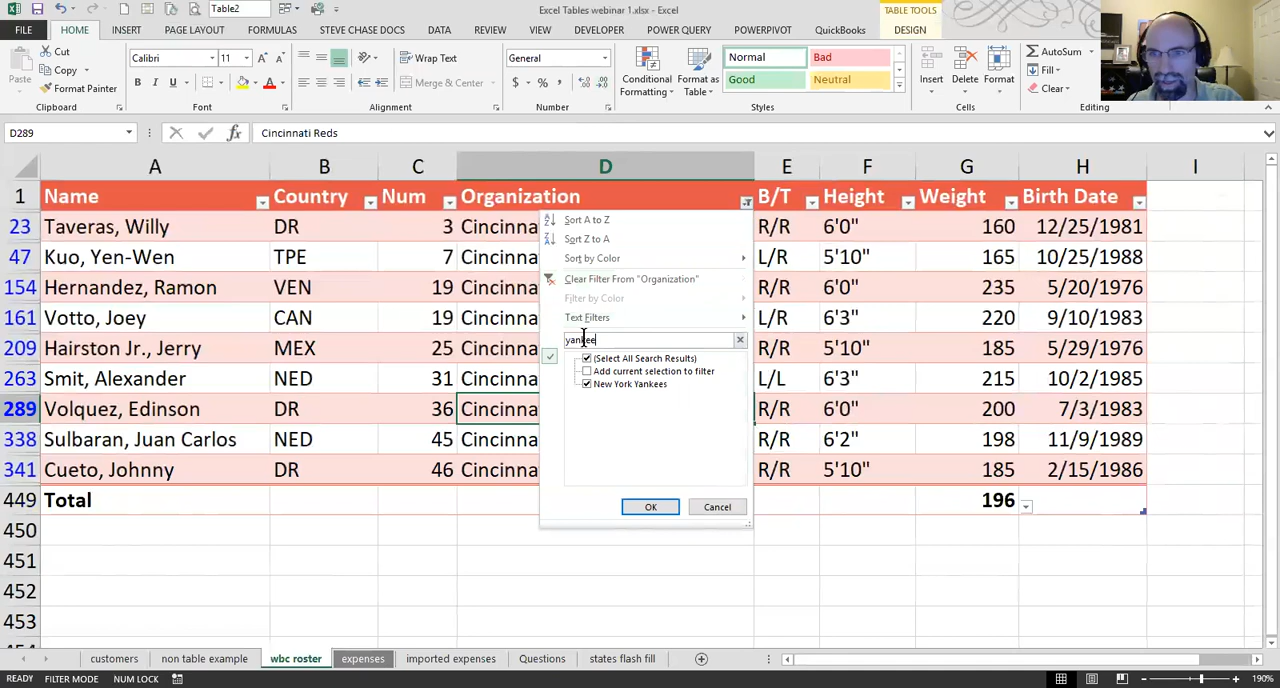 Table2
Excel Tables webinar 1.xlsx - Excel
TABLE TOOLS
FILE HOME INSERT PAGE LAYOUT FORMULAS STEVE CHASE DOCS DATA REVIEW VIEW DEVELOPER POWER QUERY POWERPIVOT QuickBooks DESIGN
Paste
Cut
Copy
Format Painter
Calibri 11
B I U
Wrap Text
Merge & Center
General
$ % ,
Conditional Formatting
Format as Table
Normal Bad
Good Neutral
Insert Delete Format
AutoSum
Fill
Clear
Clipboard Font Alignment Number Styles Cells Editing
D289 fx Cincinnati Reds
A B C D E F G H I
1 Name Country Num Organization B/T Height Weight Birth Date
23 Taveras, Willy DR 3 Cincinna R/R 6'0" 160 12/25/1981
47 Kuo, Yen-Wen TPE 7 Cincinna L/R 5'10" 165 10/25/1988
154 Hernandez, Ramon VEN 19 Cincinna R/R 6'0" 235 5/20/1976
161 Votto, Joey CAN 19 Cincinna L/R 6'3" 220 9/10/1983
209 Hairston Jr., Jerry MEX 25 Cincinna R/R 5'10" 185 5/29/1976
263 Smit, Alexander NED 31 Cincinna L/L 6'3" 215 10/2/1985
289 Volquez, Edinson DR 36 Cincinna R/R 6'0" 200 7/3/1983
338 Sulbaran, Juan Carlos NED 45 Cincinna R/R 6'2" 198 11/9/1989
341 Cueto, Johnny DR 46 Cincinna R/R 5'10" 185 2/15/1986
449 Total 196
450
451
452
453
Sort A to Z
Sort Z to A
Sort by Color
Clear Filter From "Organization"
Filter by Color
Text Filters
yankee
(Select All Search Results)
Add current selection to filter
New York Yankees
OK Cancel
customers non table example wbc roster expenses imported expenses Questions states flash fill
READY FILTER MODE NUM LOCK 190%